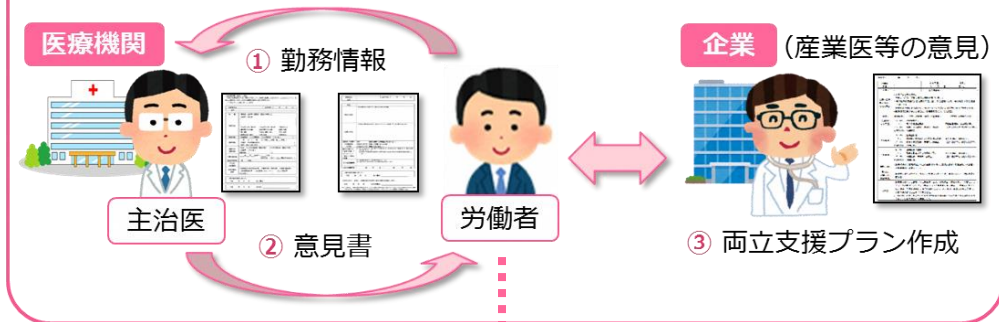 医療機関
① 勤務情報
主治医
② 意見書
労働者
企業 （産業医等の意見）
③ 両立支援プラン作成